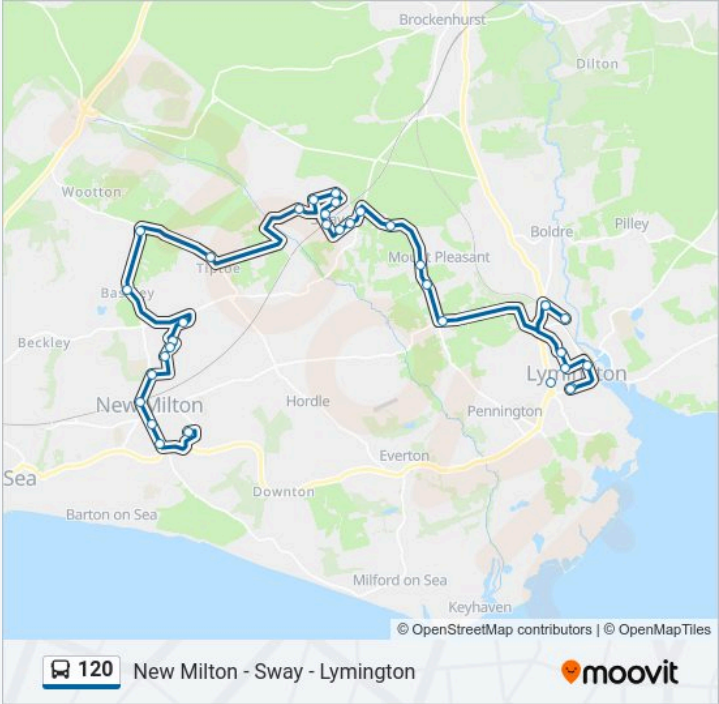 Brockenhurst
Dilton
Wootton
Sway
Boldre
Pilley
Tiptoe
Mount Pleasant
Bashley
Beckley
Lymington
New Milton
Hordle
Pennington
Everton
Sea
Downton
Barton on Sea
Milford on Sea
Keyhaven
© OpenStreetMap contributors | © OpenMapTiles
120 New Milton - Sway - Lymington
moovit